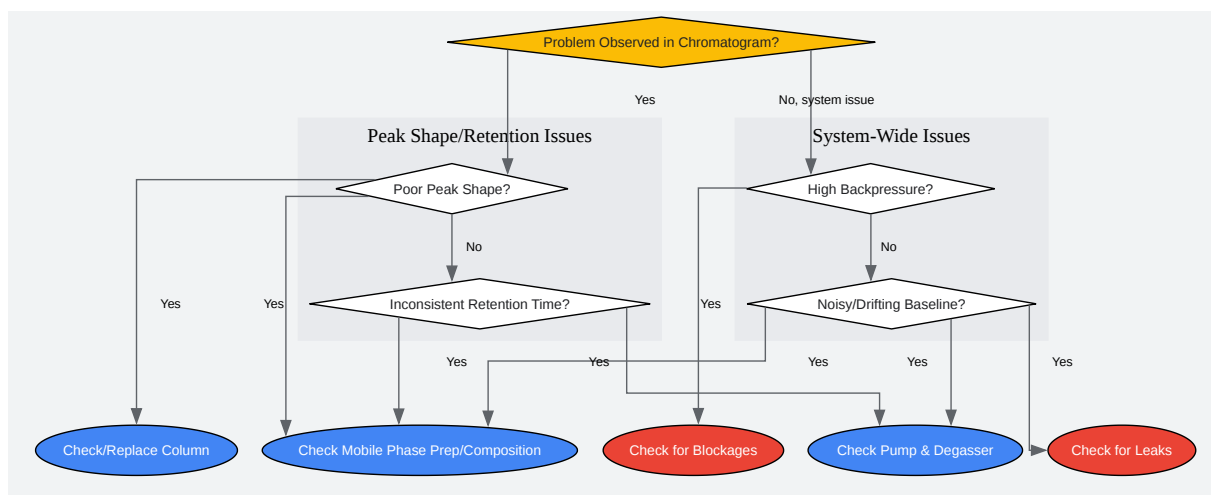 Problem Observed in Chromatogram?
Yes
No, system issue
Peak Shape/Retention Issues
System-Wide Issues
Poor Peak Shape?
High Backpressure?
No
No
Yes
Yes
Inconsistent Retention Time?
Yes
Noisy/Drifting Baseline?
Yes
Yes
Yes
Yes
Yes
Check/Replace Column
Check Mobile Phase Prep/Composition
Check for Blockages
Check Pump & Degasser
Check for Leaks